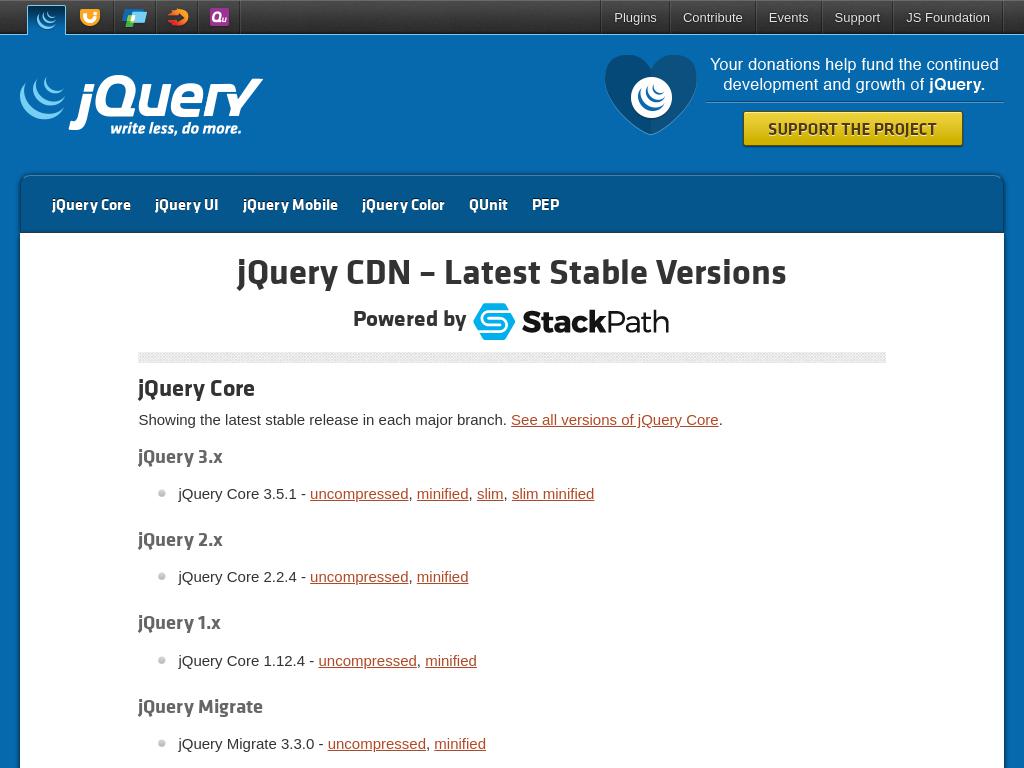 Plugins Contribute Events Support JS Foundation
jQuery
write less, do more.
Your donations help fund the continued
development and growth of jQuery.
SUPPORT THE PROJECT
jQuery Core jQuery UI jQuery Mobile jQuery Color QUnit PEP
jQuery CDN – Latest Stable Versions
Powered by StackPath
jQuery Core
Showing the latest stable release in each major branch. See all versions of jQuery Core.
jQuery 3.x
jQuery Core 3.5.1 - uncompressed, minified, slim, slim minified
jQuery 2.x
jQuery Core 2.2.4 - uncompressed, minified
jQuery 1.x
jQuery Core 1.12.4 - uncompressed, minified
jQuery Migrate
jQuery Migrate 3.3.0 - uncompressed, minified